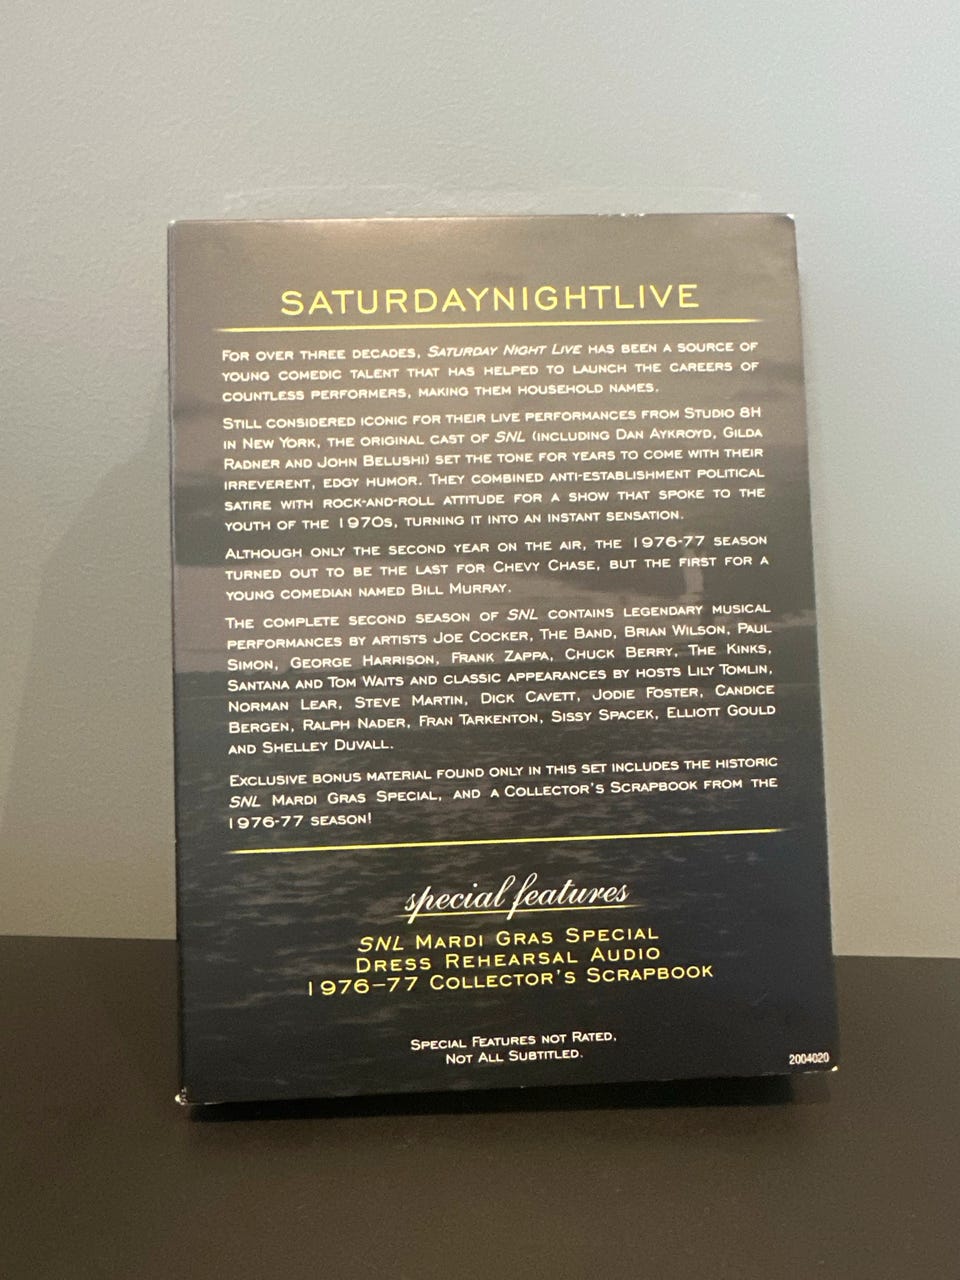 SATURDAYNIGHTLIVE
FOR OVER THREE DECADES, SATURDAY NIGHT LIVE HAS BEEN A SOURCE OF
YOUNG COMEDIC TALENT THAT HAS HELPED TO LAUNCH THE CAREERS OF
COUNTLESS PERFORMERS, MAKING THEM HOUSEHOLD NAMES.
STILL CONSIDERED ICONIC FOR THEIR LIVE PERFORMANCES FROM STUDIO 8H
IN NEW YORK, THE ORIGINAL CAST OF SNL (INCLUDING DAN AYKROYD, GILDA
RADNER AND JOHN BELUSHI) SET THE TONE FOR YEARS TO COME WITH THEIR
IRREVERENT, EDGY HUMOR. THEY COMBINED ANTI-ESTABLISHMENT POLITICAL
SATIRE WITH ROCK-AND-ROLL ATTITUDE FOR A SHOW THAT SPOKE TO THE
YOUTH OF THE 1970S, TURNING IT INTO AN INSTANT SENSATION.
ALTHOUGH ONLY THE SECOND YEAR ON THE AIR, THE 1976-77 SEASON
TURNED OUT TO BE THE LAST FOR CHEVY CHASE, BUT THE FIRST FOR A
YOUNG COMEDIAN NAMED BILL MURRAY.
THE COMPLETE SECOND SEASON OF SNL CONTAINS LEGENDARY MUSICAL
PERFORMANCES BY ARTISTS JOE COCKER, THE BAND, BRIAN WILSON, PAUL
SIMON, GEORGE HARRISON, FRANK ZAPPA, CHUCK BERRY, THE KINKS,
SANTANA AND TOM WAITS AND CLASSIC APPEARANCES BY HOSTS LILY TOMLIN,
NORMAN LEAR, STEVE MARTIN, DICK CAVETT, JODIE FOSTER, CANDICE
BERGEN, RALPH NADER, FRAN TARKENTON, SISSY SPACEK, ELLIOTT GOULD
AND SHELLEY DUVALL.
EXCLUSIVE BONUS MATERIAL FOUND ONLY IN THIS SET INCLUDES THE HISTORIC
SNL MARDI GRAS SPECIAL, AND A COLLECTOR'S SCRAPBOOK FROM THE
1976-77 SEASON!
special features
SNL MARDI GRAS SPECIAL
DRESS REHEARSAL AUDIO
1976–77 COLLECTOR'S SCRAPBOOK
SPECIAL FEATURES NOT RATED,
NOT ALL SUBTITLED.
2004020